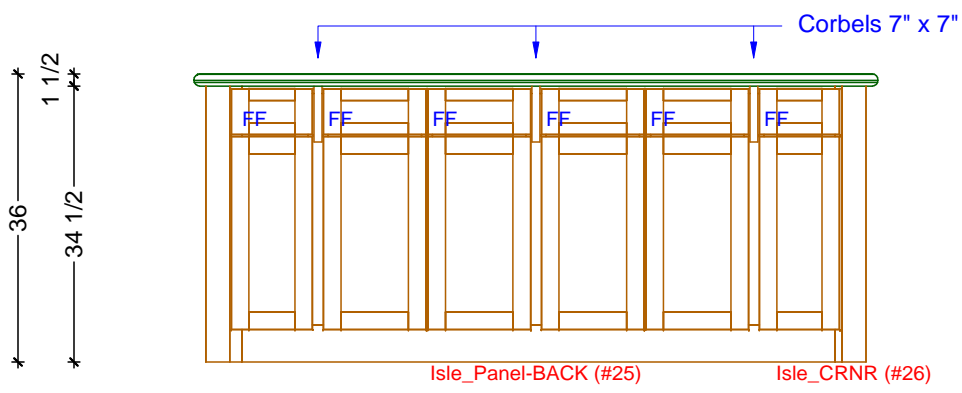 Corbels 7" x 7"
1 1/2
FF FF FF FF FF FF
36
34 1/2
Isle_Panel-BACK (#25)
Isle_CRNR (#26)